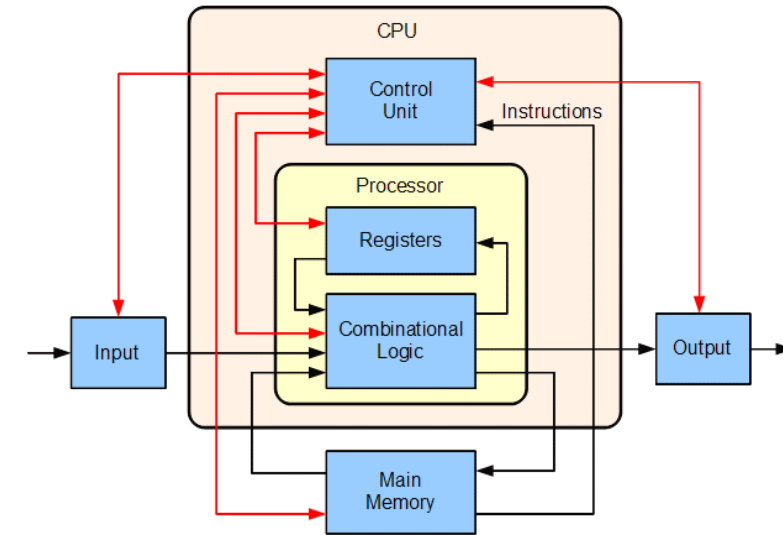 CPU
Control
Unit
Instructions
Processor
Registers
Combinational
Logic
Input
Output
Main
Memory